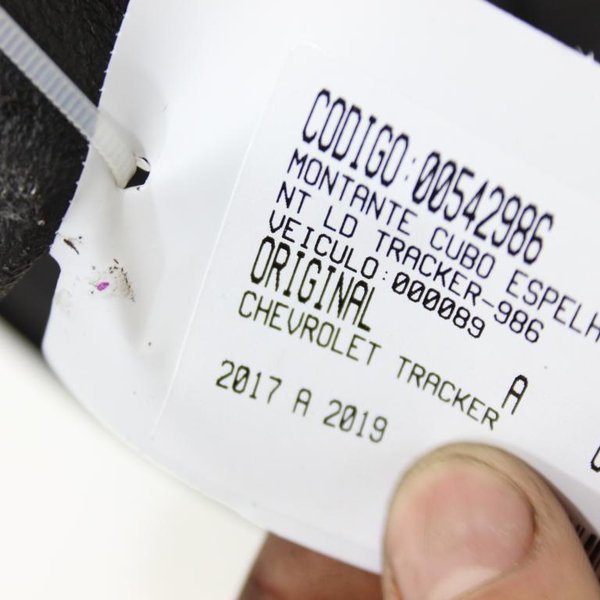 CODIGO:00542986
MONTANTE CUBO ESPELH
NT LD TRACKER-986
VEICULO:000089
ORIGINAL A
CHEVROLET TRACKER
2017 A 2019